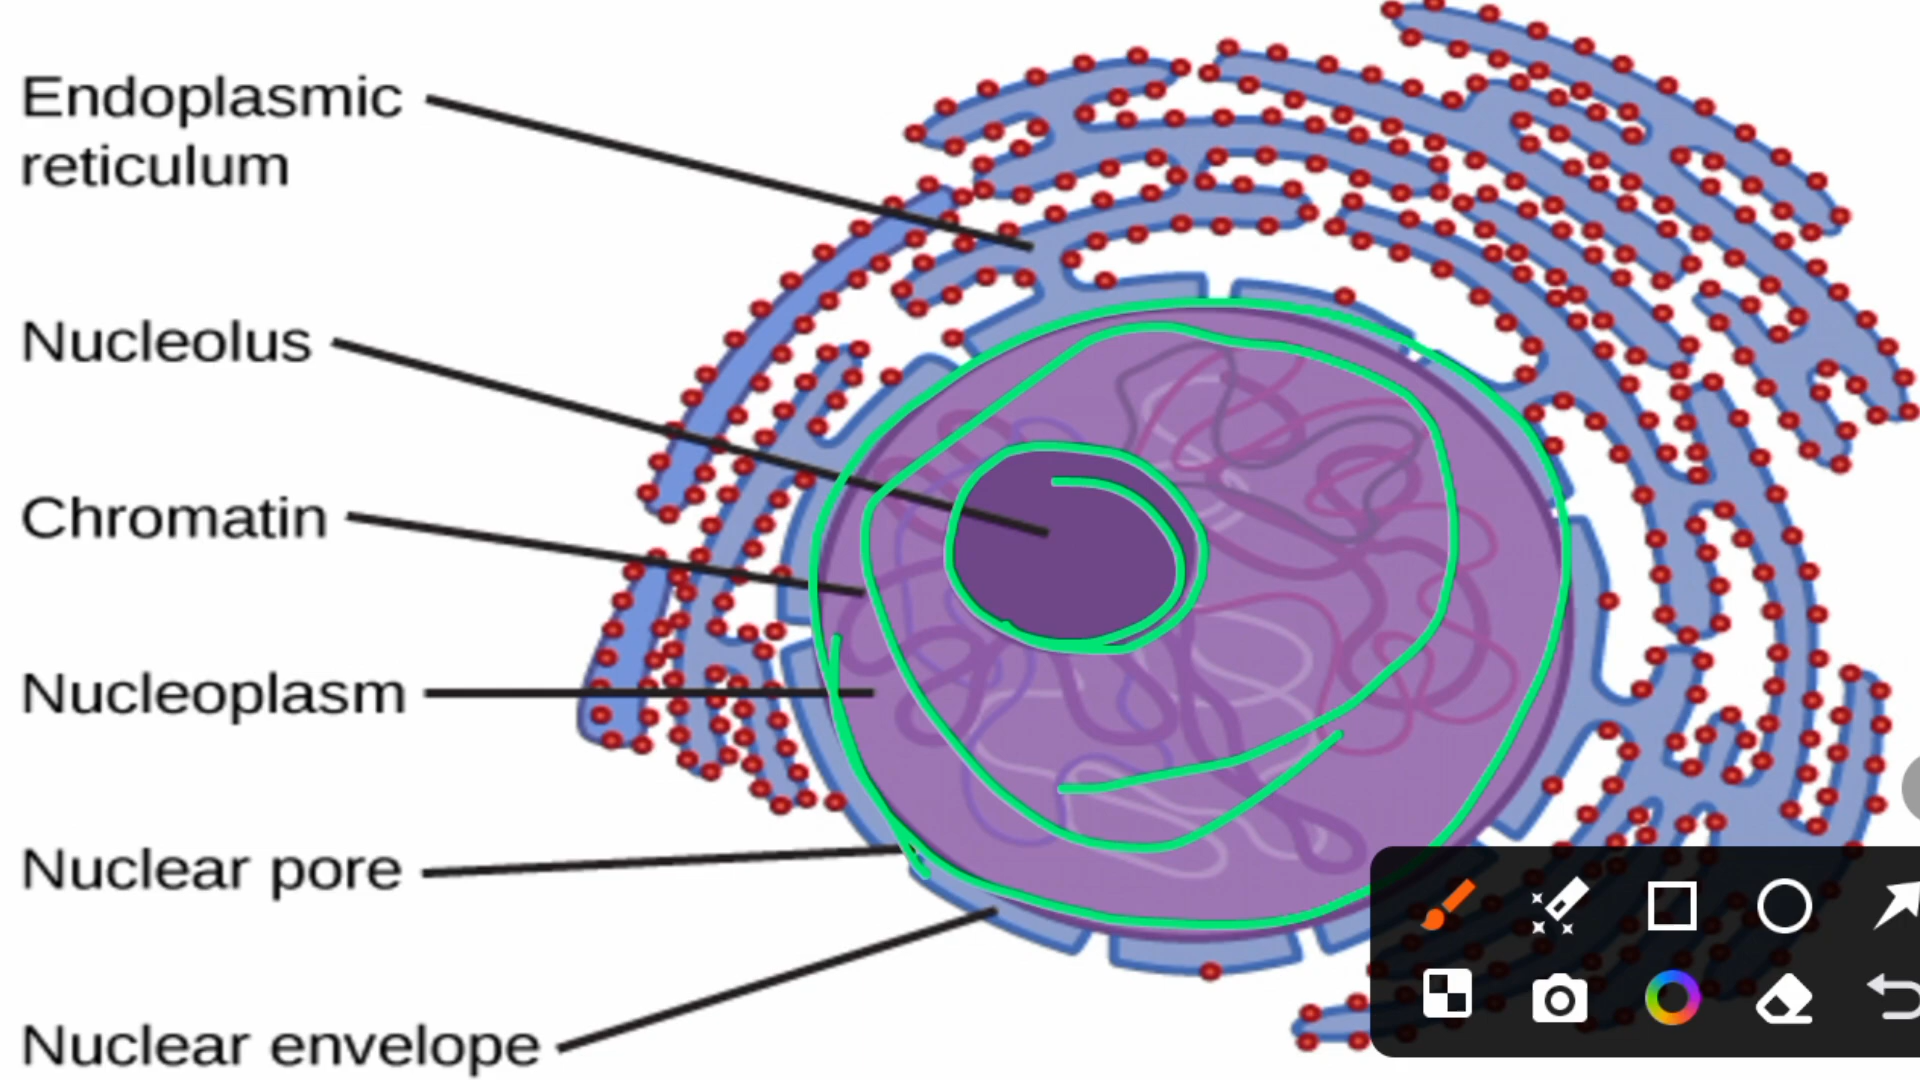 Endoplasmic
reticulum
Nucleolus
Chromatin
Nucleoplasm
Nuclear pore
Nuclear envelope